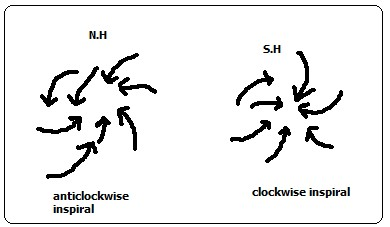 N.H
S.H
anticlockwise
inspiral
clockwise inspiral